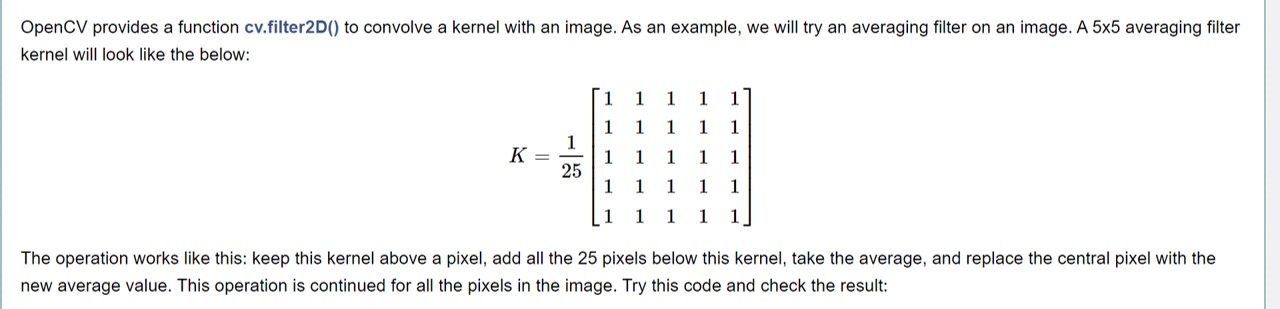 OpenCV provides a function cv.filter2D() to convolve a kernel with an image. As an example, we will try an averaging filter on an image. A 5x5 averaging filter
kernel will look like the below:
1 1 1 1 1
1 1 1 1 1
K = 1/25 1 1 1 1 1
1 1 1 1 1
1 1 1 1 1
The operation works like this: keep this kernel above a pixel, add all the 25 pixels below this kernel, take the average, and replace the central pixel with the
new average value. This operation is continued for all the pixels in the image. Try this code and check the result: